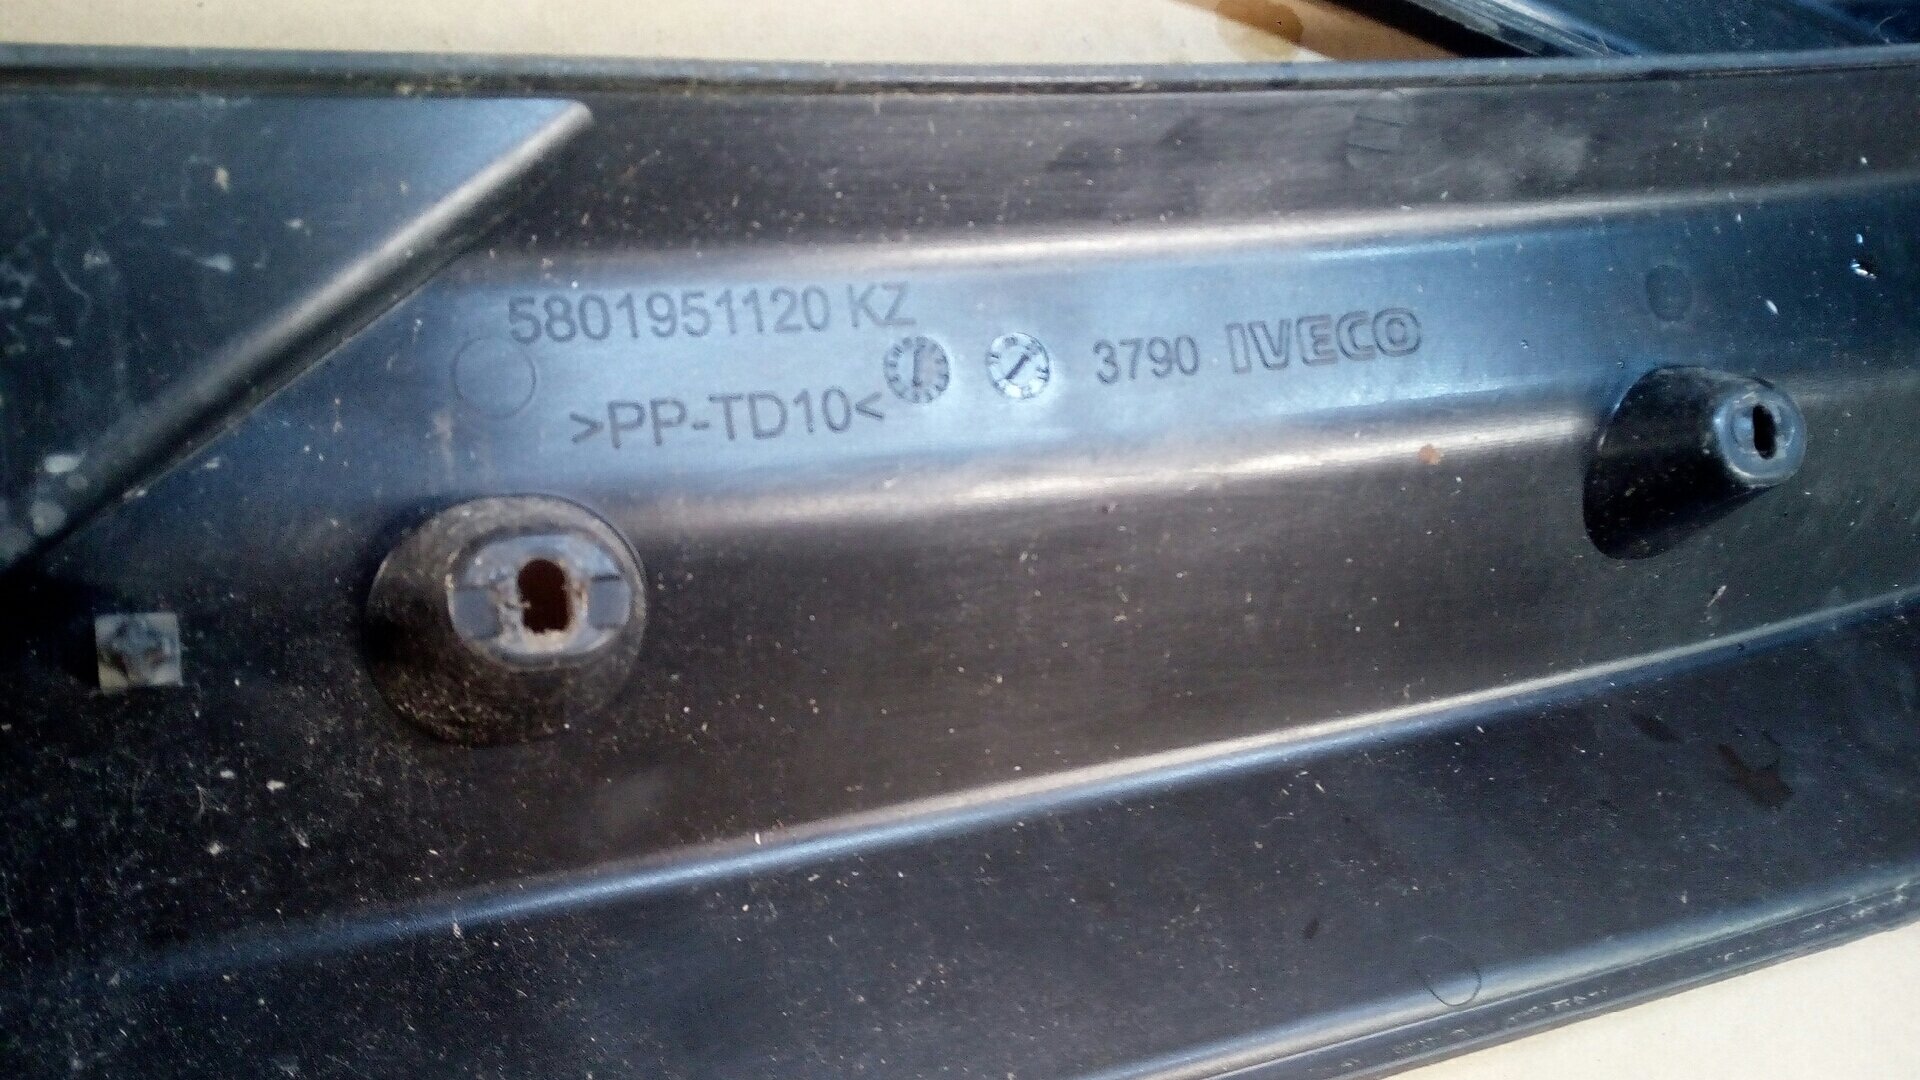 5801951120 KZ
>PP-TD10<
3790 IVECO